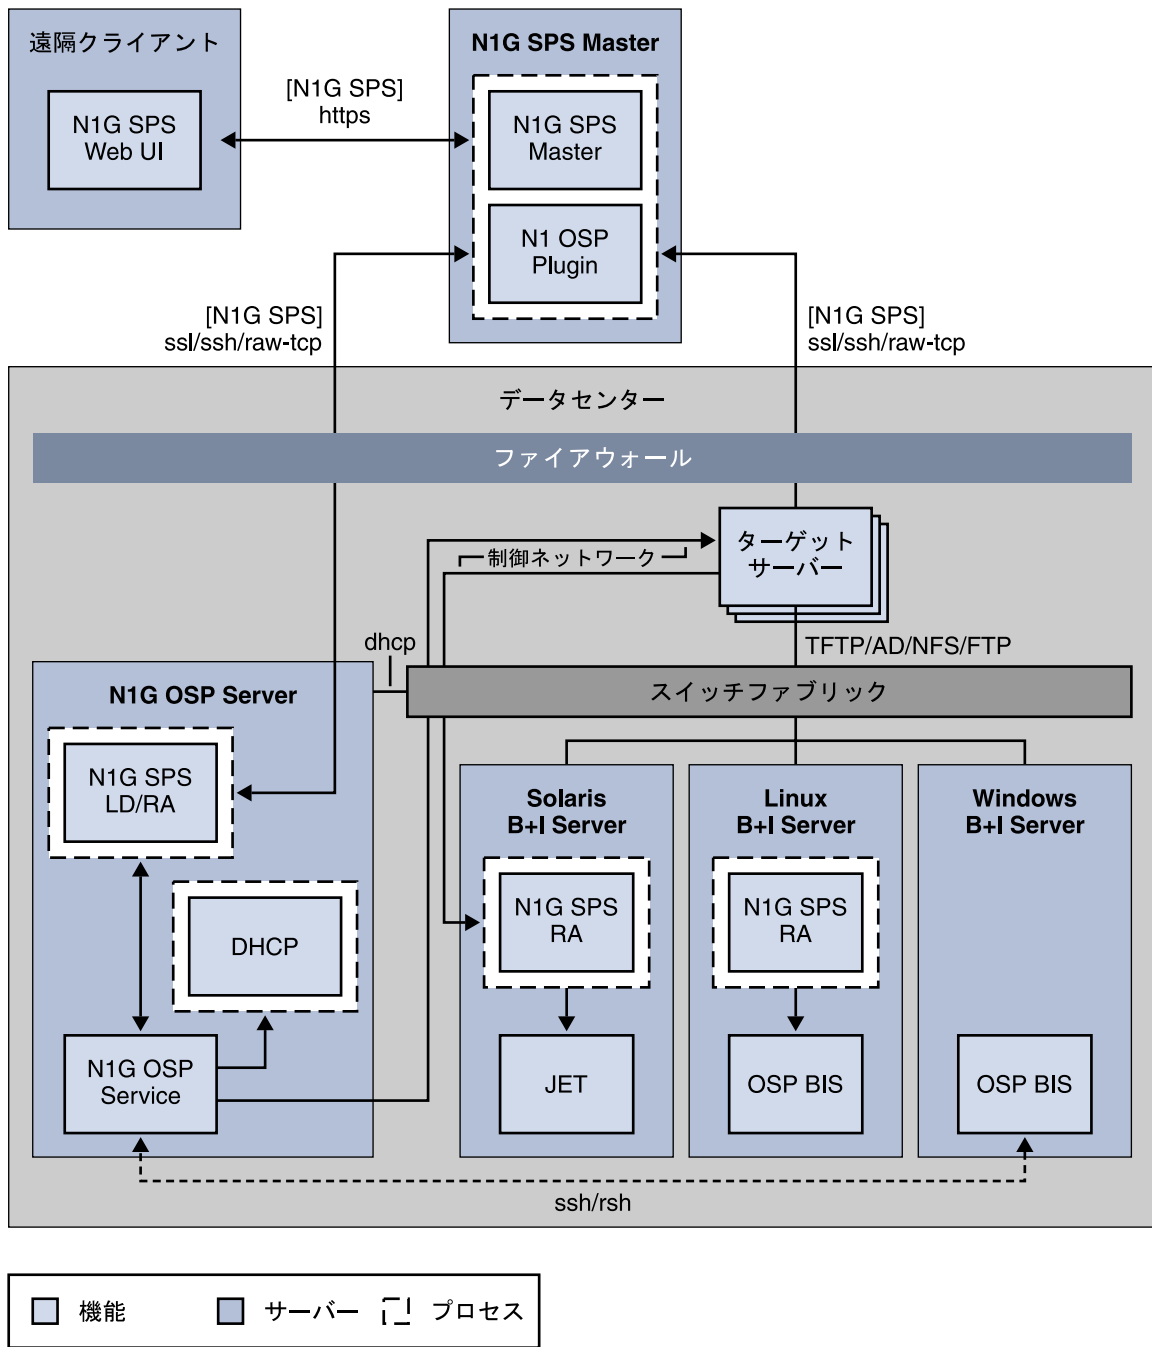 遠隔クライアント
N1G SPS
Web UI
[N1G SPS]
https
N1G SPS Master
N1G SPS
Master
N1 OSP
Plugin
[N1G SPS]
ssl/ssh/raw-tcp
[N1G SPS]
ssl/ssh/raw-tcp
データセンター
ファイアウォール
ターゲット
サーバー
制御ネットワーク
dhcp
TFTP/AD/NFS/FTP
スイッチファブリック
N1G OSP Server
N1G SPS
LD/RA
DHCP
N1G OSP
Service
Solaris
B+I Server
N1G SPS
RA
JET
Linux
B+I Server
N1G SPS
RA
OSP BIS
Windows
B+I Server
OSP BIS
ssh/rsh
機能
サーバー
プロセス